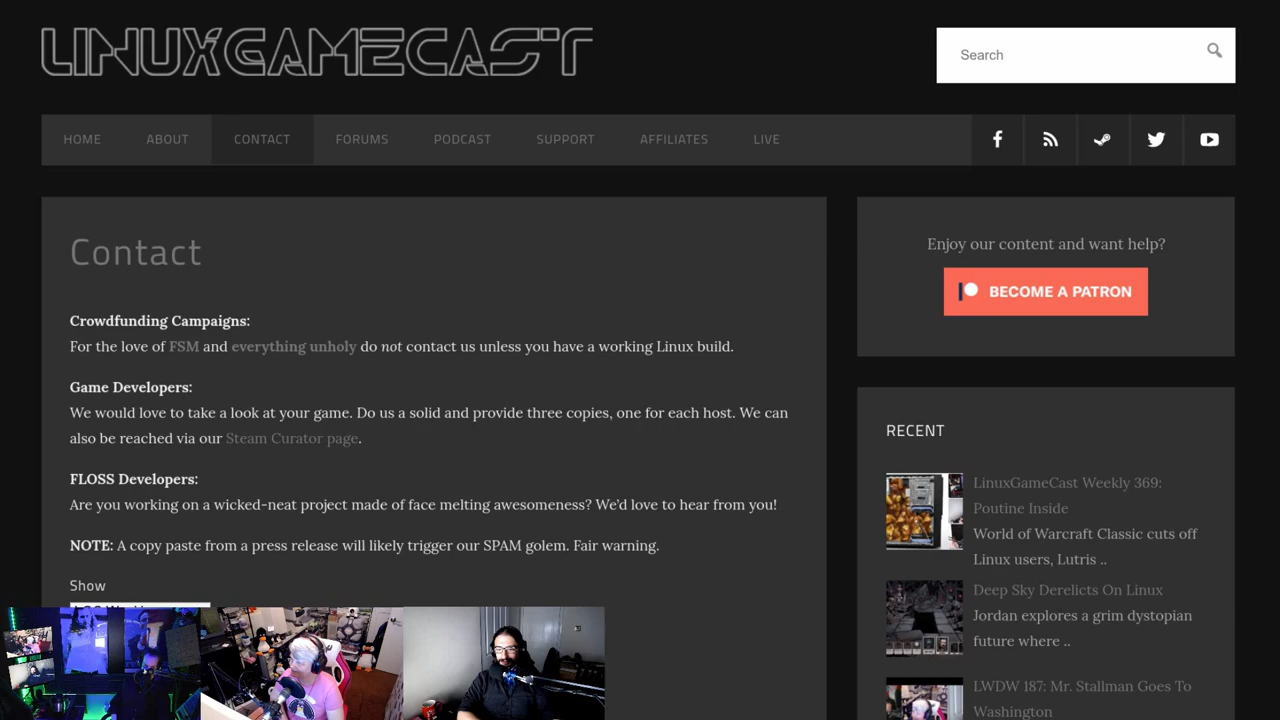 LINUXGAMECAST
Search
HOME ABOUT CONTACT FORUMS PODCAST SUPPORT AFFILIATES LIVE
Contact
Crowdfunding Campaigns:
For the love of FSM and everything unholy do not contact us unless you have a working Linux build.
Game Developers:
We would love to take a look at your game. Do us a solid and provide three copies, one for each host. We can
also be reached via our Steam Curator page.
FLOSS Developers:
Are you working on a wicked-neat project made of face melting awesomeness? We'd love to hear from you!
NOTE: A copy paste from a press release will likely trigger our SPAM golem. Fair warning.
Show
Enjoy our content and want help?
BECOME A PATRON
RECENT
LinuxGameCast Weekly 369:
Poutine Inside
World of Warcraft Classic cuts off
Linux users, Lutris ..
Deep Sky Derelicts On Linux
Jordan explores a grim dystopian
future where ..
LWDW 187: Mr. Stallman Goes To
Washington